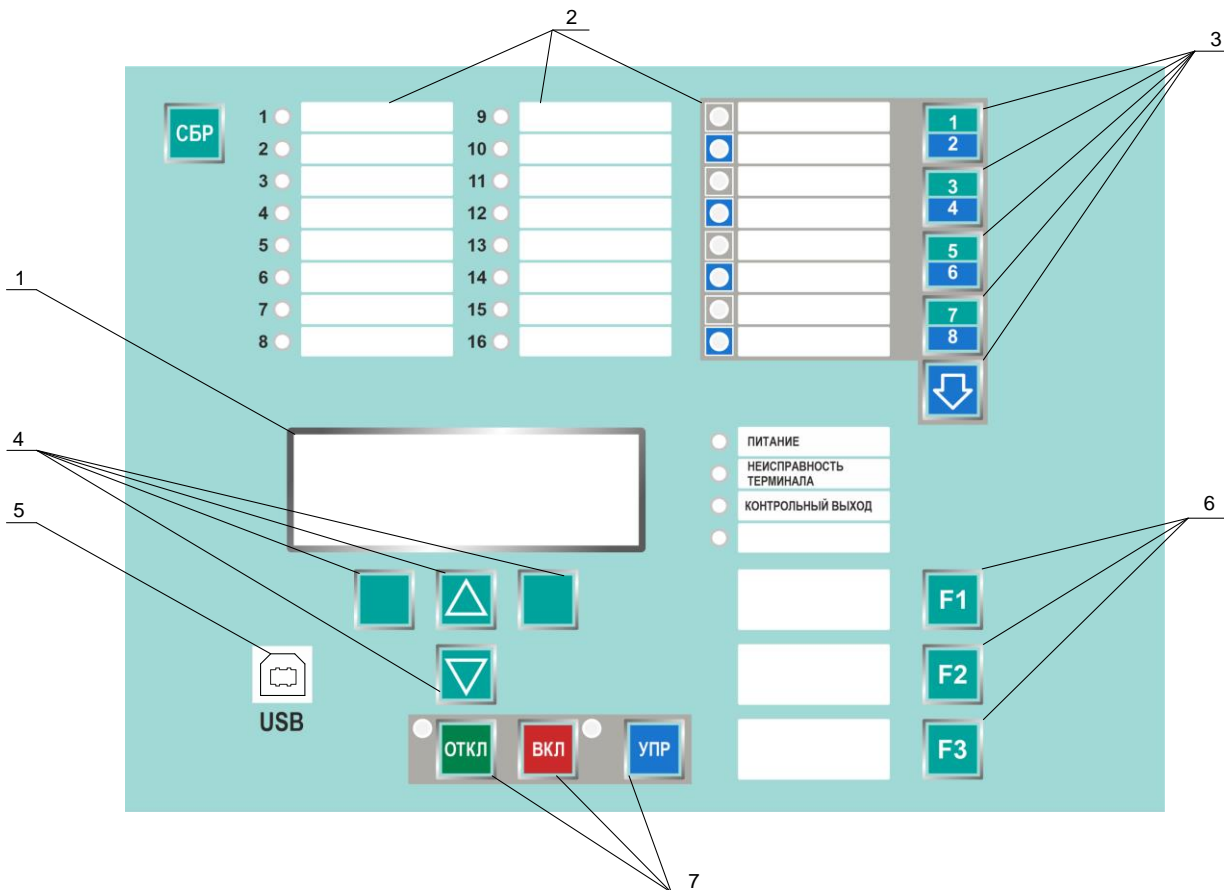 2
3
СБР
1 9
2 10
3 11
4 12
5 13
6 14
7 15
8 16
1
2
3
4
5
6
7
8
1
4
5
ПИТАНИЕ
НЕИСПРАВНОСТЬ
ТЕРМИНАЛА
КОНТРОЛЬНЫЙ ВЫХОД
6
F1
F2
F3
USB
ОТКЛ ВКЛ УПР
7